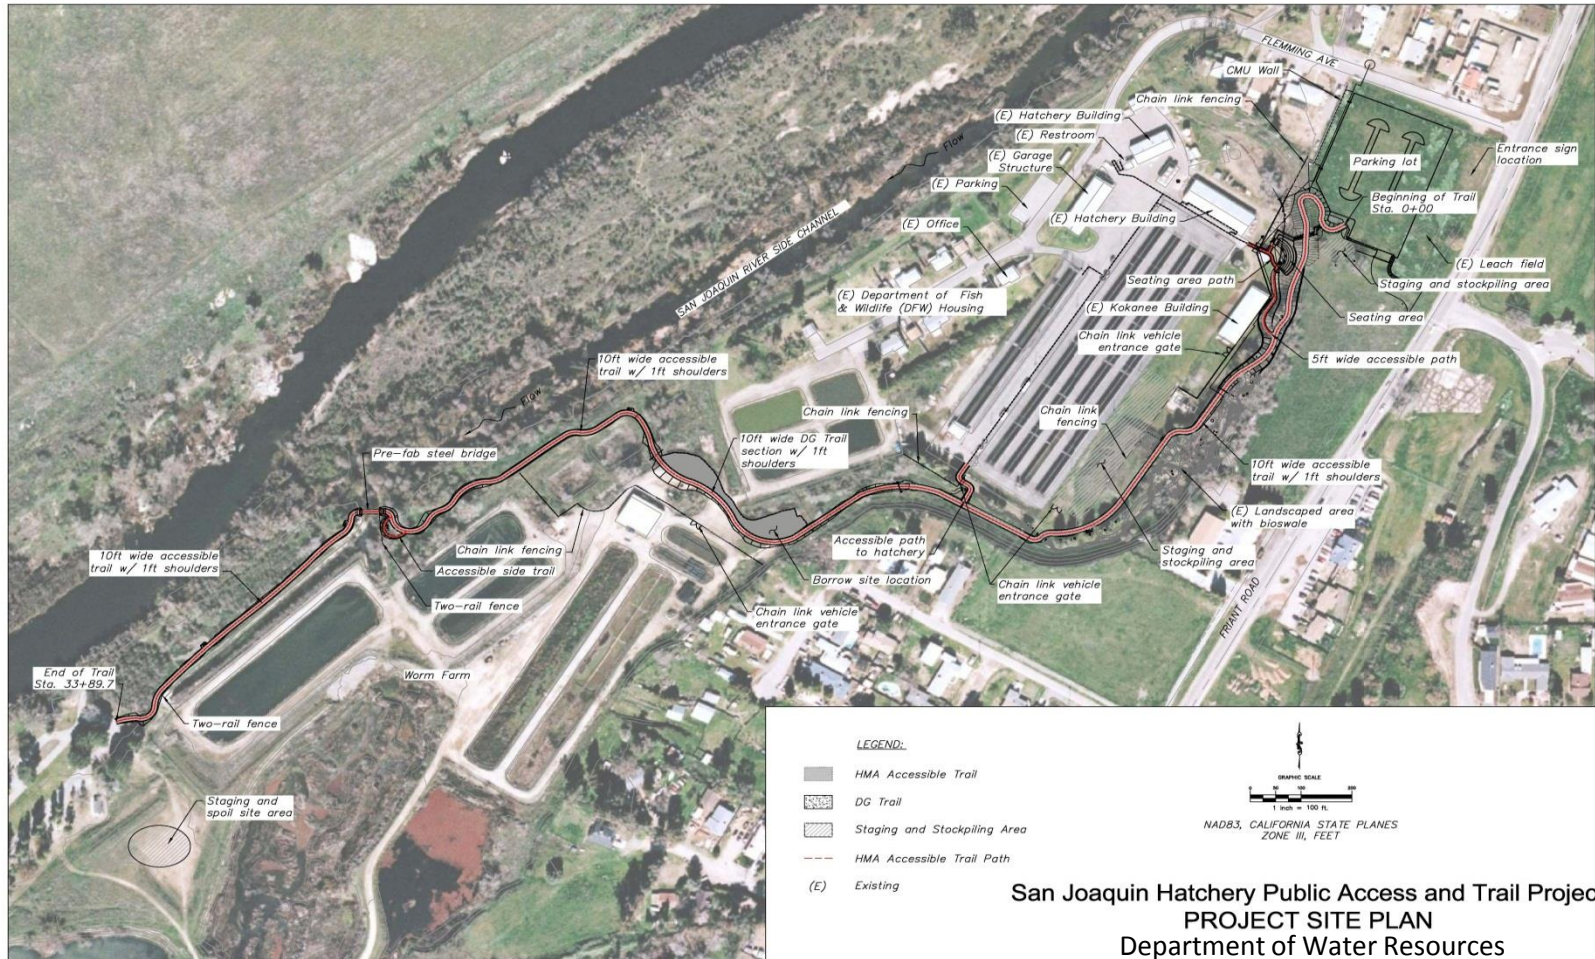 FLEMMING AVE
CMU Wall
Chain link fencing
(E) Hatchery Building
(E) Restroom
(E) Garage
Structure
(E) Parking
Flow
Parking lot
Entrance sign
location
Beginning of Trail
Sta. 0+00
(E) Hatchery Building
(E) Office
SAN JOAQUIN RIVER SIDE CHANNEL
(E) Leach field
Staging and stockpiling area
Seating area path
Seating area
(E) Department of Fish
& Wildlife (DFW) Housing
(E) Kokanee Building
Chain link vehicle
entrance gate
5ft wide accessible path
10ft wide accessible
trail w/ 1ft shoulders
Flow
Chain link fencing
Chain link
fencing
10ft wide DG Trail
section w/ 1ft
shoulders
Pre-fab steel bridge
10ft wide accessible
trail w/ 1ft shoulders
(E) Landscaped area
with bioswale
Accessible path
to hatchery
Staging and
stockpiling area
Chain link fencing
10ft wide accessible
trail w/ 1ft shoulders
Accessible side trail
Borrow site location
Chain link vehicle
entrance gate
Two-rail fence
Chain link vehicle
entrance gate
FRIANT ROAD
End of Trail
Sta. 33+89.7
Worm Farm
Two-rail fence
Staging and
spoil site area
LEGEND:
HMA Accessible Trail
DG Trail
Staging and Stockpiling Area
HMA Accessible Trail Path
(E) Existing
GRAPHIC SCALE
0 50 100 200
1 inch = 100 ft.
NAD83, CALIFORNIA STATE PLANES
ZONE III, FEET
San Joaquin Hatchery Public Access and Trail Projec
PROJECT SITE PLAN
Department of Water Resources